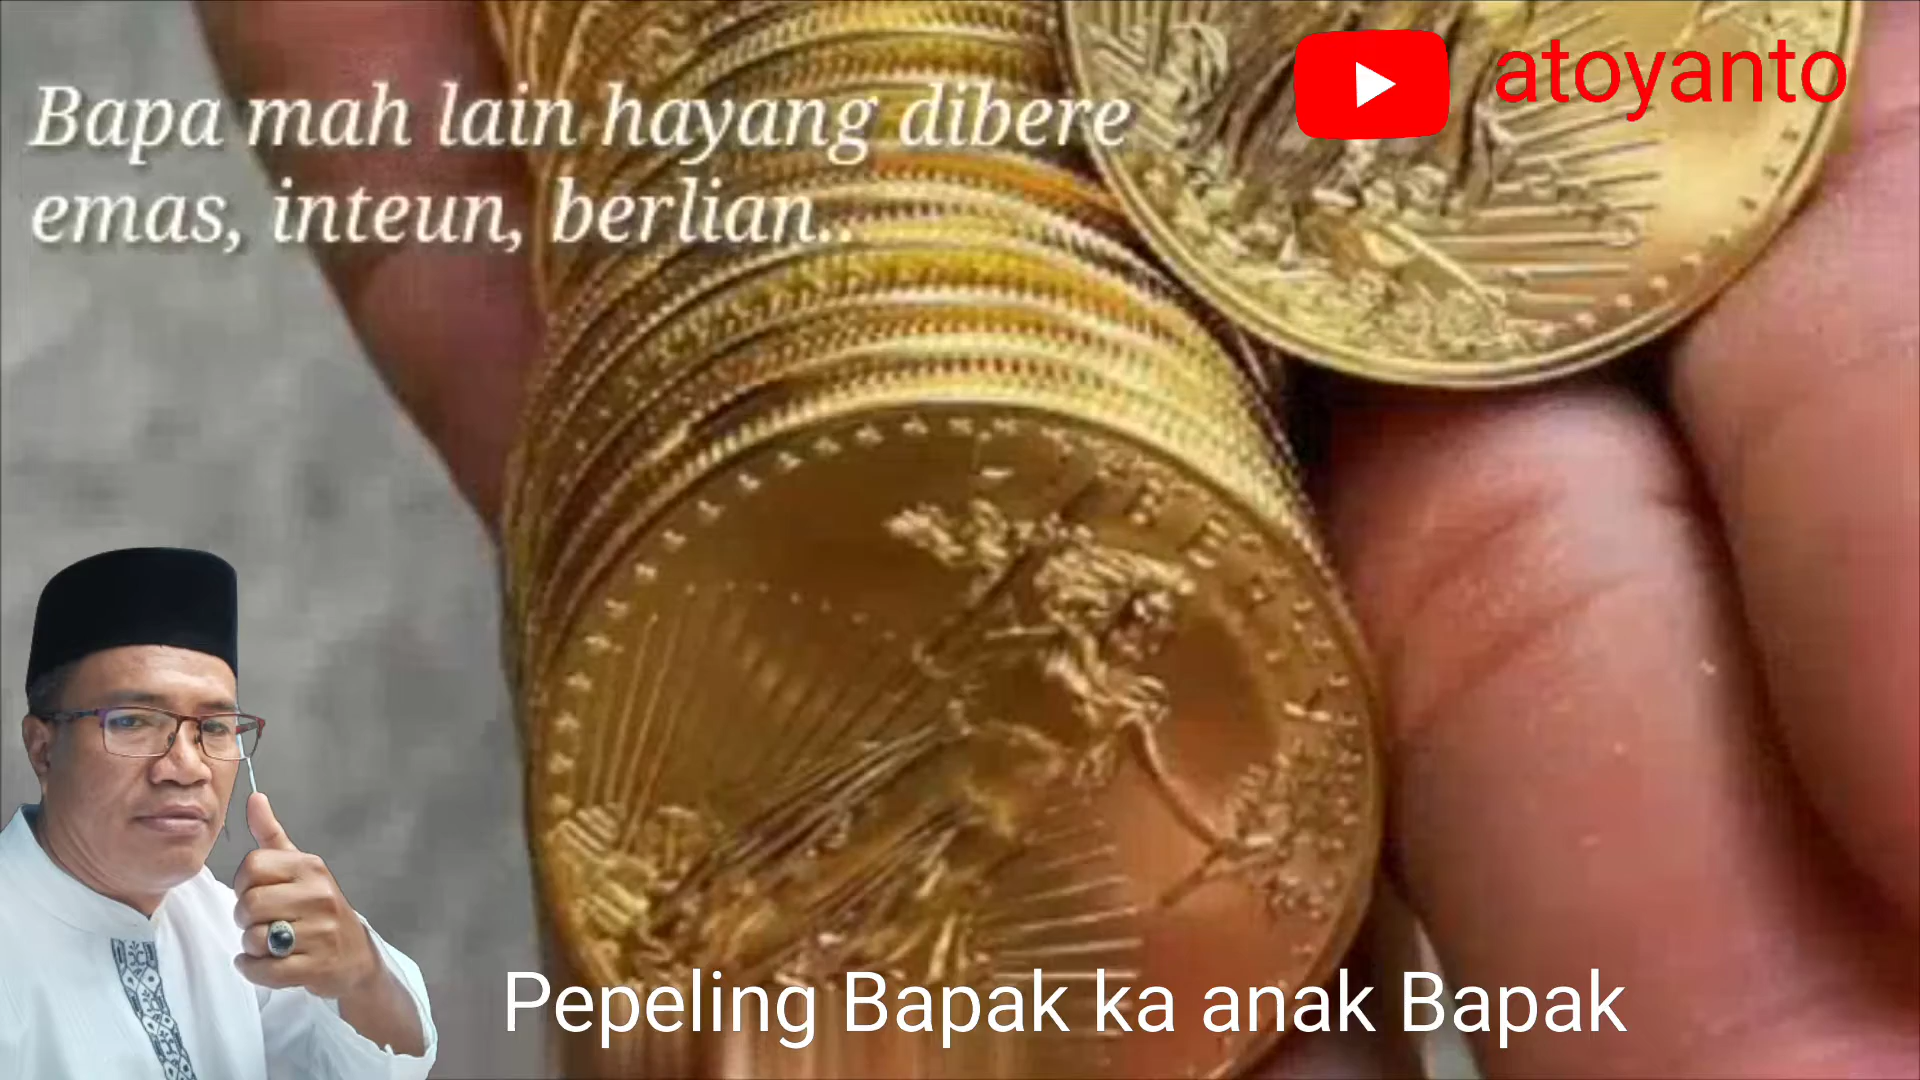 Bapa mah lain hayang dibere
emas, inteun, berlian..
atoyanto
Pepeling Bapak ka anak Bapak